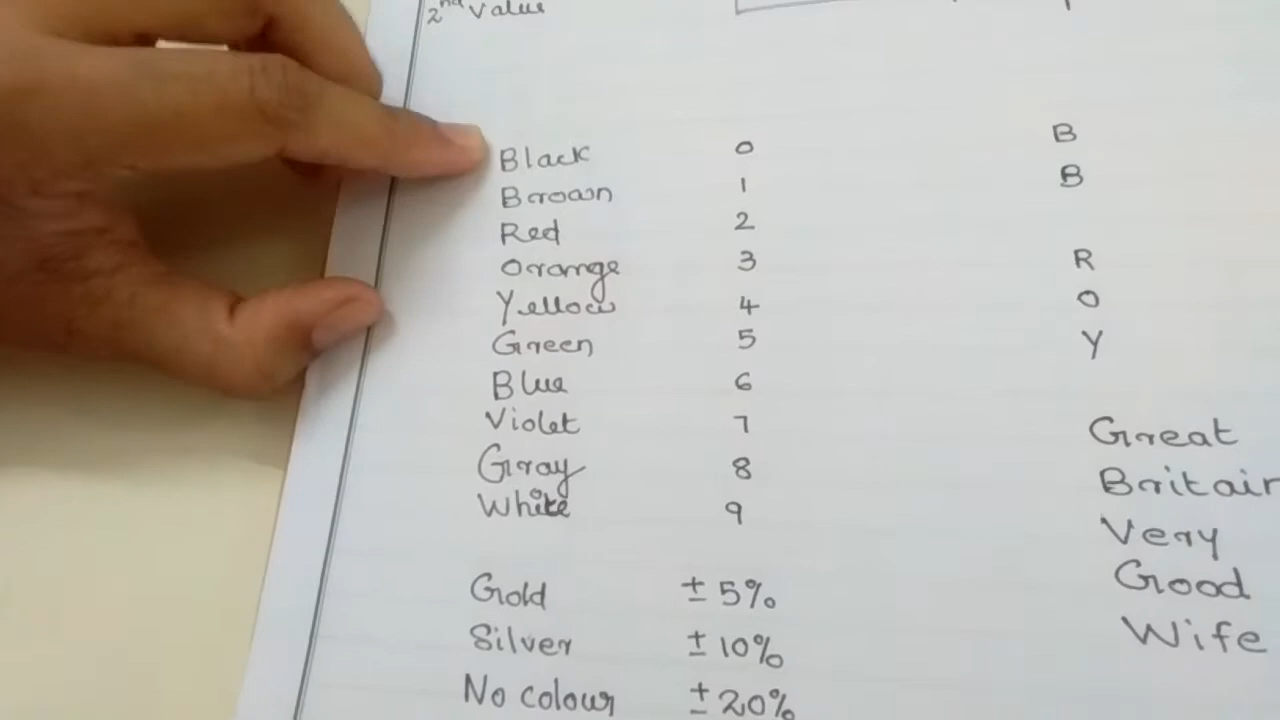 2nd Value
Black 0 B
Brown 1 B
Red 2
Orange 3 R
Yellow 4 O
Green 5 Y
Blue 6
Violet 7 Great
Gray 8 Britain
White 9 Very
Good
Gold ± 5% Wife
Silver ± 10%
No colour ± 20%